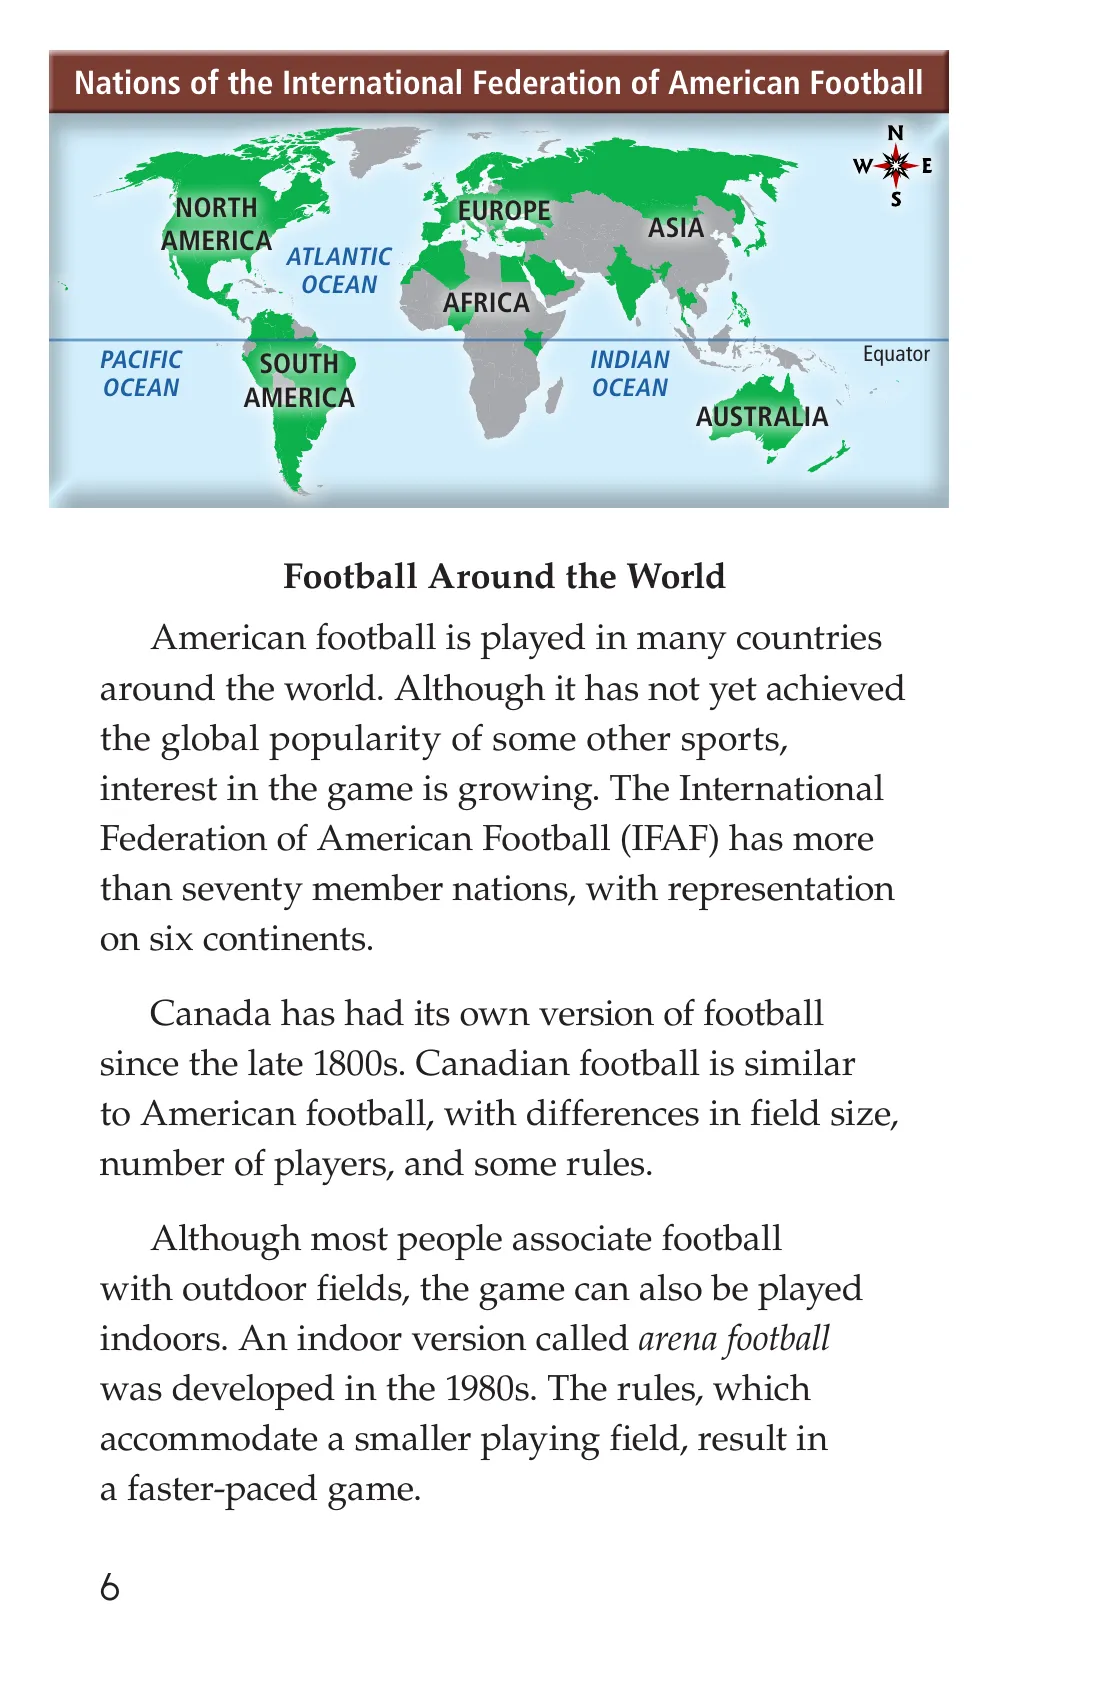 Nations of the International Federation of American Football
N
W E
S
NORTH
AMERICA
EUROPE
ASIA
ATLANTIC
OCEAN
AFRICA
PACIFIC
OCEAN
SOUTH
AMERICA
INDIAN
OCEAN
Equator
AUSTRALIA
Football Around the World
American football is played in many countries
around the world. Although it has not yet achieved
the global popularity of some other sports,
interest in the game is growing. The International
Federation of American Football (IFAF) has more
than seventy member nations, with representation
on six continents.
Canada has had its own version of football
since the late 1800s. Canadian football is similar
to American football, with differences in field size,
number of players, and some rules.
Although most people associate football
with outdoor fields, the game can also be played
indoors. An indoor version called arena football
was developed in the 1980s. The rules, which
accommodate a smaller playing field, result in
a faster-paced game.
6